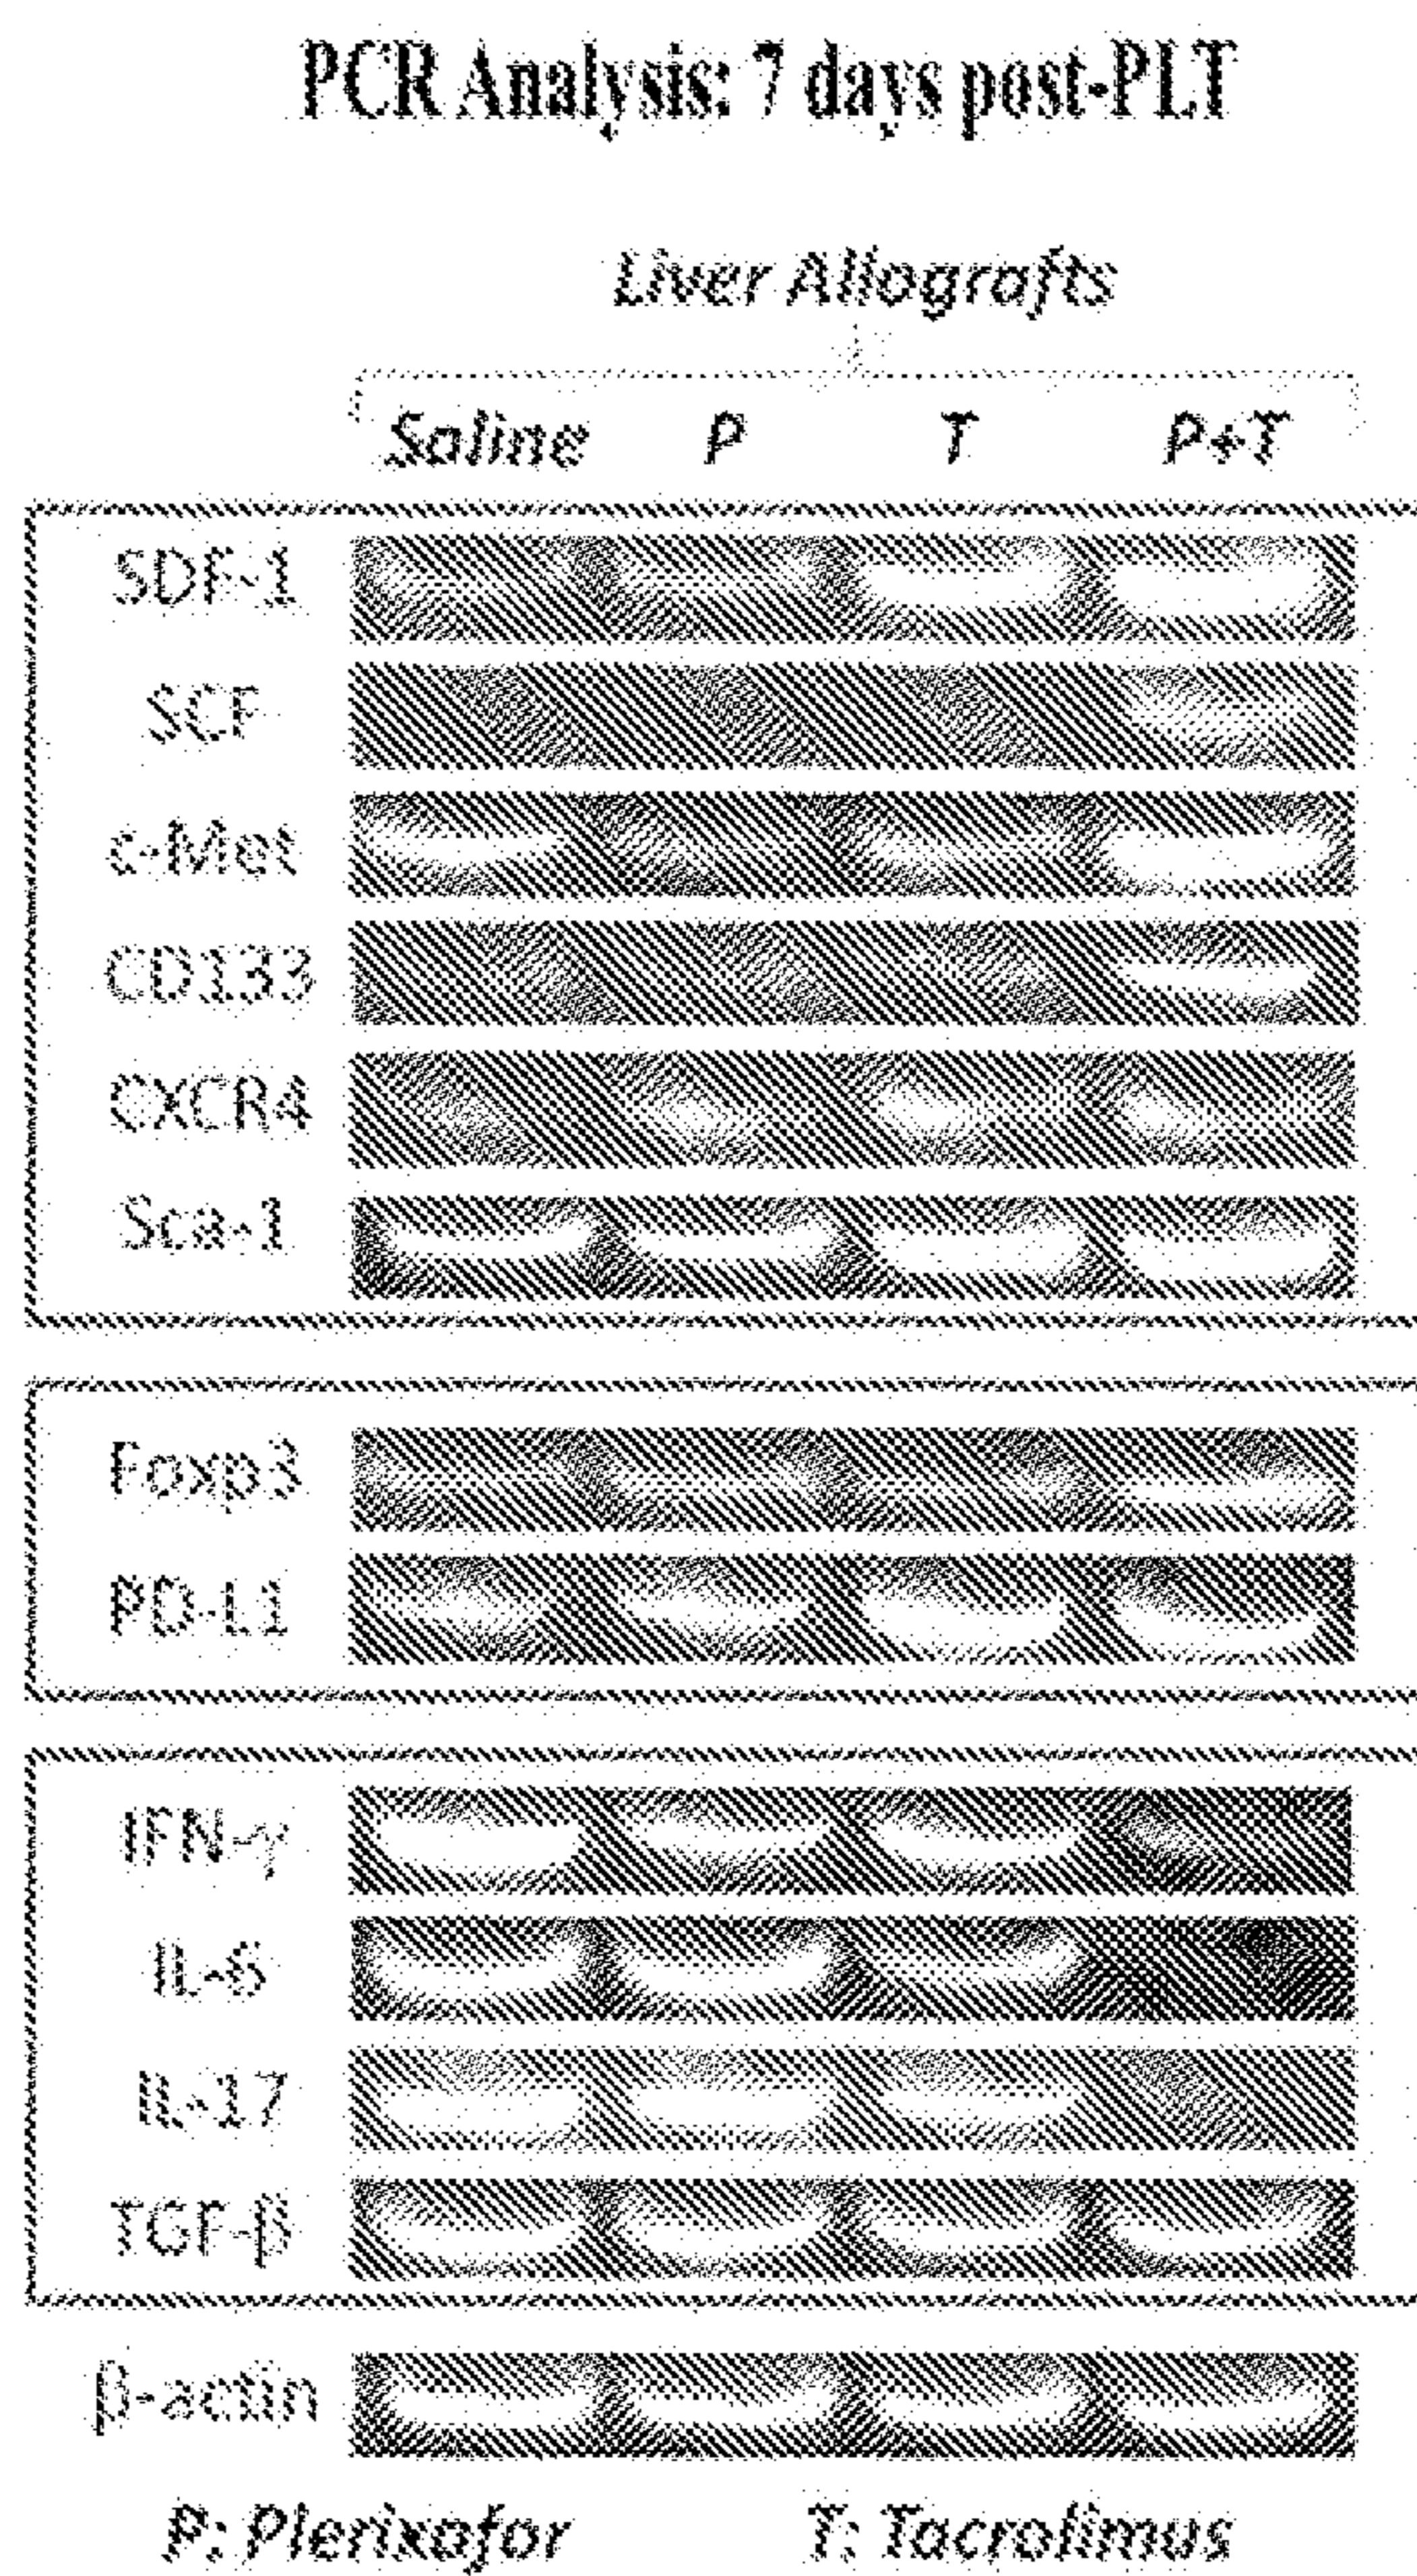 PCR Analysis: 7 days post-PLT
Liver Allografts
Saline P T P+T
SDF-1
SCF
c-Met
CD133
CXCR4
Sca-1
Foxp3
PD-L1
IFN-γ
IL-6
IL-17
TGF-β
β-actin
P: Plerixafor T: Tacrolimus